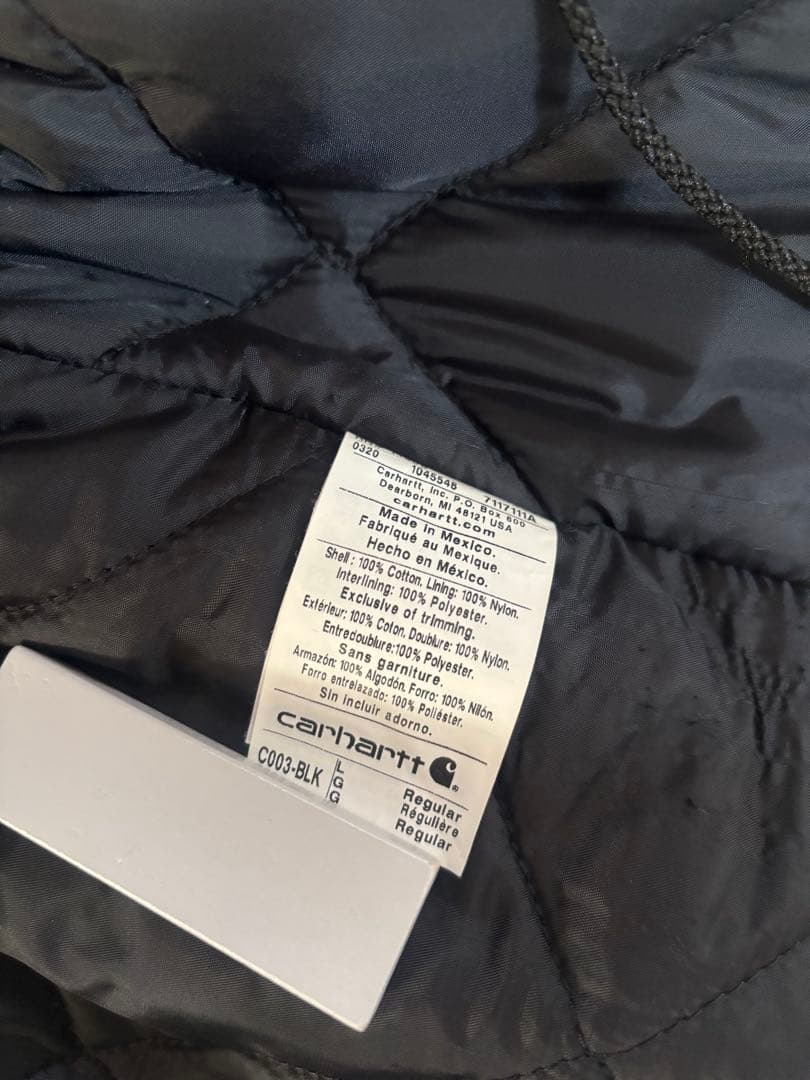 0320 1045548 7117111A
Carhartt, Inc. P.O. Box 600
Dearborn, MI 48121 USA
carhartt.com
Made in Mexico.
Fabriqué au Mexique.
Hecho en México.
Shell : 100% Cotton. Lining: 100% Nylon.
Interlining: 100% Polyester.
Exclusive of trimming.
Extérieur: 100% Coton. Doublure: 100% Nylon.
Entredoublure:100% Polyester.
Sans garniture.
Armazón: 100% Algodón. Forro: 100% Nilón.
Forro entrelazado: 100% Poliéster.
Sin incluir adorno.
carhartt
C003-BLK
L Regular
G Régulière
G Regular